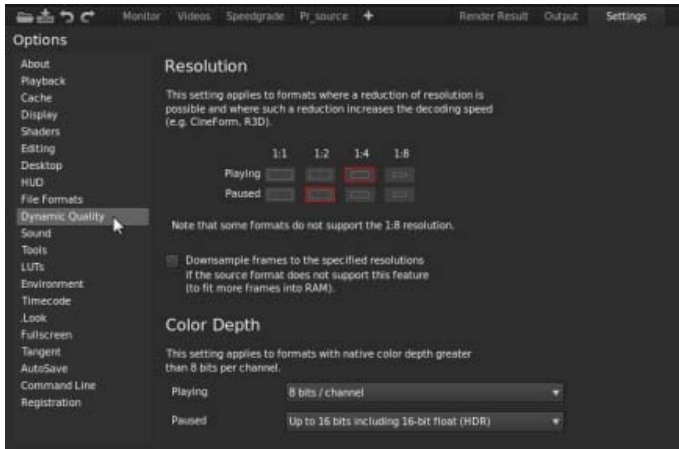 Monitor Videos Speedgrade Pr_source + Render Result Output Settings
Options
About
Playback
Cache
Display
Shaders
Editing
Desktop
HUD
File Formats
Dynamic Quality
Sound
Tools
LUTs
Environment
Timecode
.Look
Fullscreen
Tangent
AutoSave
Command Line
Registration
Resolution
This setting applies to formats where a reduction of resolution is
possible and where such a reduction increases the decoding speed
(e.g. CineForm, R3D).
1:1 1:2 1:4 1:8
Playing
Paused
Note that some formats do not support the 1:8 resolution.
Downsample frames to the specified resolutions
If the source format does not support this feature
(to fit more frames into RAM).
Color Depth
This setting applies to formats with native color depth greater
than 8 bits per channel.
Playing 8 bits / channel
Paused Up to 16 bits including 16-bit float (HDR)